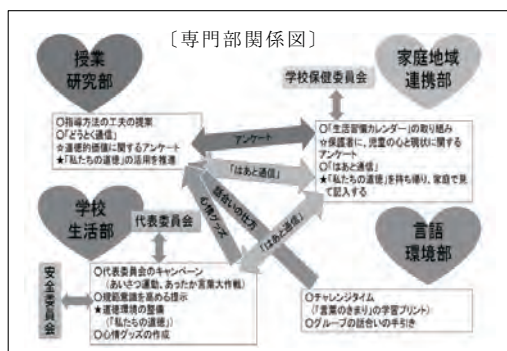 〔専門部関係図〕
授業
研究部
○指導方法の工夫の提案
○「どうとく通信」
☆道徳的価値に関するアンケート
★「私たちの道徳」の活用を推進
家庭地域
連携部
学校保健委員会
○「生活習慣カレンダー」の取り組み
☆保護者に、児童の心と現状に関する
アンケート
○「はあと通信」
★「私たちの道徳」を持ち帰り、家庭で見
て記入する
アンケート
「はあと通信」
話合いの仕方
心情グッズ
「はあと通信」
学校
生活部
代表委員会
安全委員会
○代表委員会のキャンペーン
(あいさつ運動、あったか言葉大作戦)
○規範意識を高める提示
★道徳環境の整備
(「私たちの道徳」)
○心情グッズの作成
言語
環境部
○チャレンジタイム
(「言葉のきまり」の学習プリント)
○グループの話合いの手引き